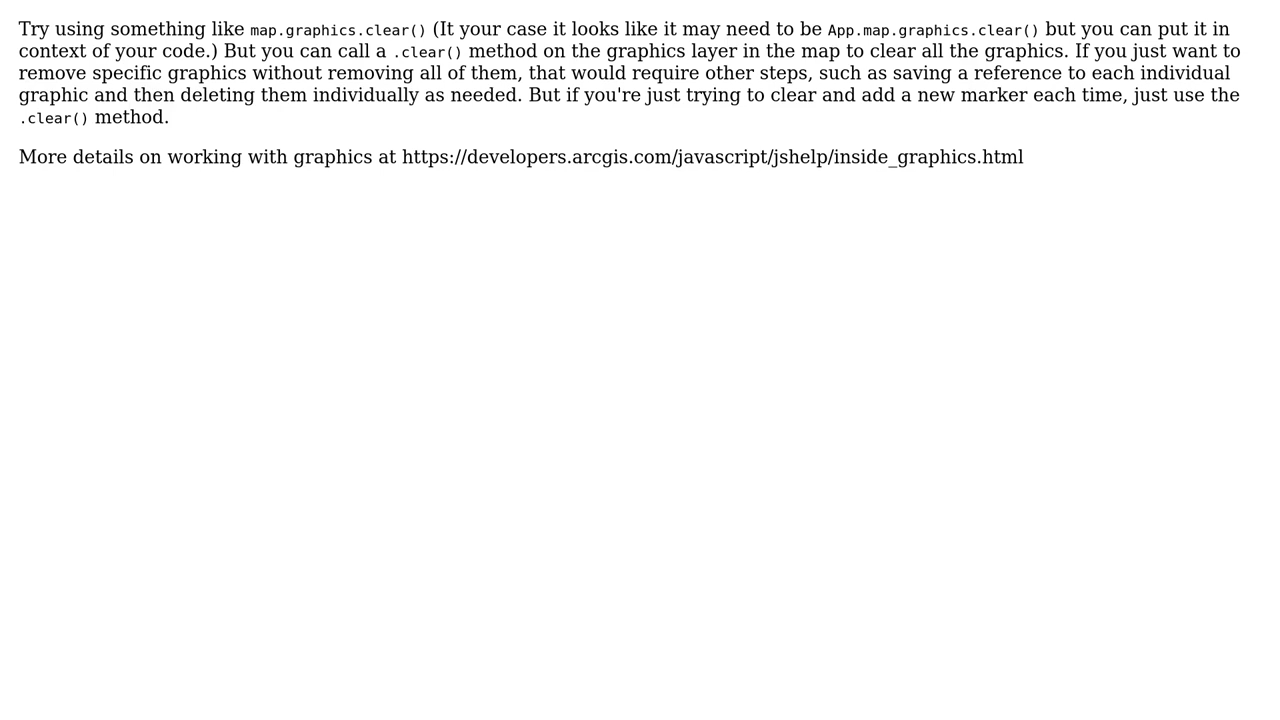 Try using something like map.graphics.clear() (It your case it looks like it may need to be App.map.graphics.clear() but you can put it in
context of your code.) But you can call a .clear() method on the graphics layer in the map to clear all the graphics. If you just want to
remove specific graphics without removing all of them, that would require other steps, such as saving a reference to each individual
graphic and then deleting them individually as needed. But if you're just trying to clear and add a new marker each time, just use the
.clear() method.
More details on working with graphics at https://developers.arcgis.com/javascript/jshelp/inside_graphics.html